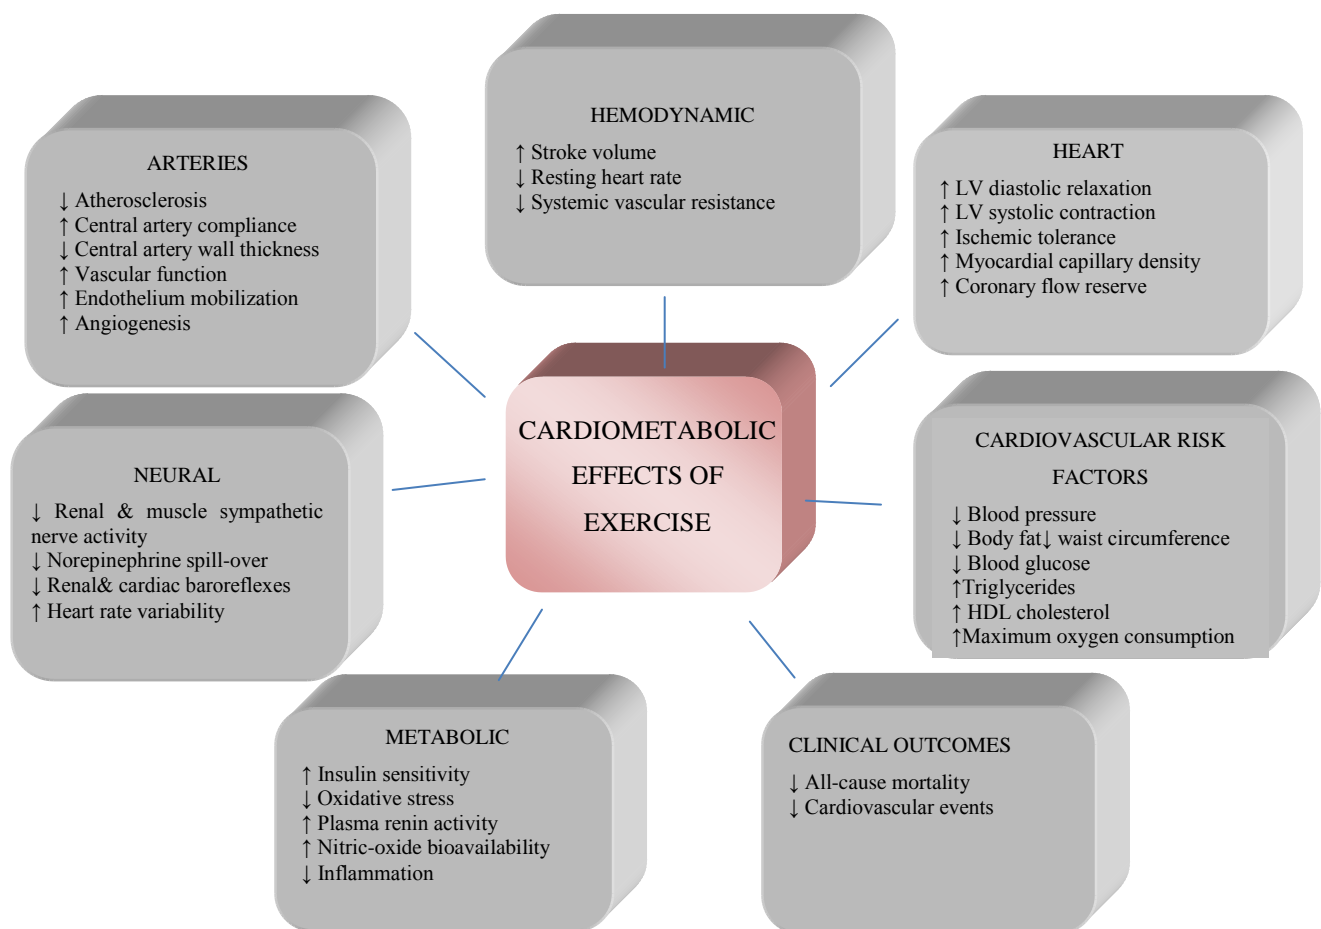 HEMODYNAMIC
↑ Stroke volume
↓ Resting heart rate
↓ Systemic vascular resistance
ARTERIES
↓ Atherosclerosis
↑ Central artery compliance
↓ Central artery wall thickness
↑ Vascular function
↑ Endothelium mobilization
↑ Angiogenesis
HEART
↑ LV diastolic relaxation
↑ LV systolic contraction
↑ Ischemic tolerance
↑ Myocardial capillary density
↑ Coronary flow reserve
CARDIOMETABOLIC
EFFECTS OF
EXERCISE
NEURAL
↓ Renal & muscle sympathetic
nerve activity
↓ Norepinephrine spill-over
↓ Renal& cardiac baroreflexes
↑ Heart rate variability
CARDIOVASCULAR RISK
FACTORS
↓ Blood pressure
↓ Body fat↓ waist circumference
↓ Blood glucose
↑Triglycerides
↑ HDL cholesterol
↑Maximum oxygen consumption
METABOLIC
↑ Insulin sensitivity
↓ Oxidative stress
↑ Plasma renin activity
↑ Nitric-oxide bioavailability
↓ Inflammation
CLINICAL OUTCOMES
↓ All-cause mortality
↓ Cardiovascular events